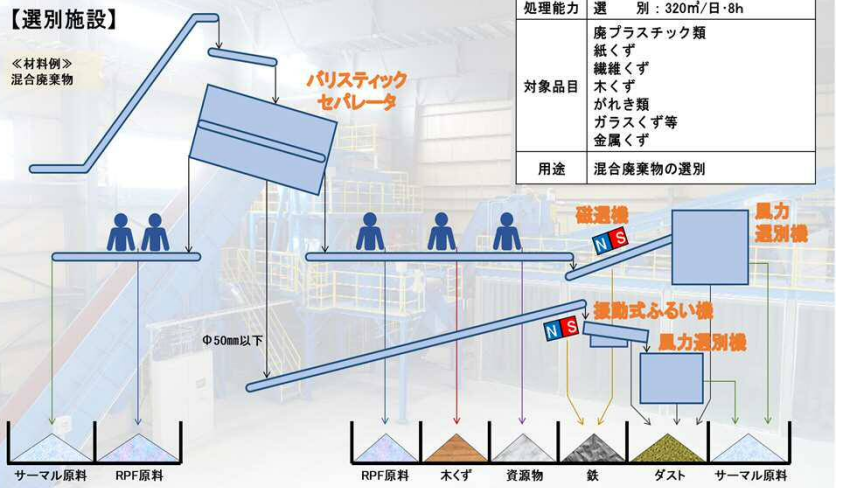 【選別施設】
≪材料例≫
混合廃棄物
バリスティック
セパレータ
処理能力 選 別：320㎥/日・8h
対象品目
廃プラスチック類
紙くず
繊維くず
木くず
がれき類
ガラスくず等
金属くず
用途 混合廃棄物の選別
磁選機
N S
風力
選別機
振動式ふるい機
N S
風力選別機
Φ50mm以下
サーマル原料
RPF原料
RPF原料
木くず
資源物
鉄
ダスト
サーマル原料